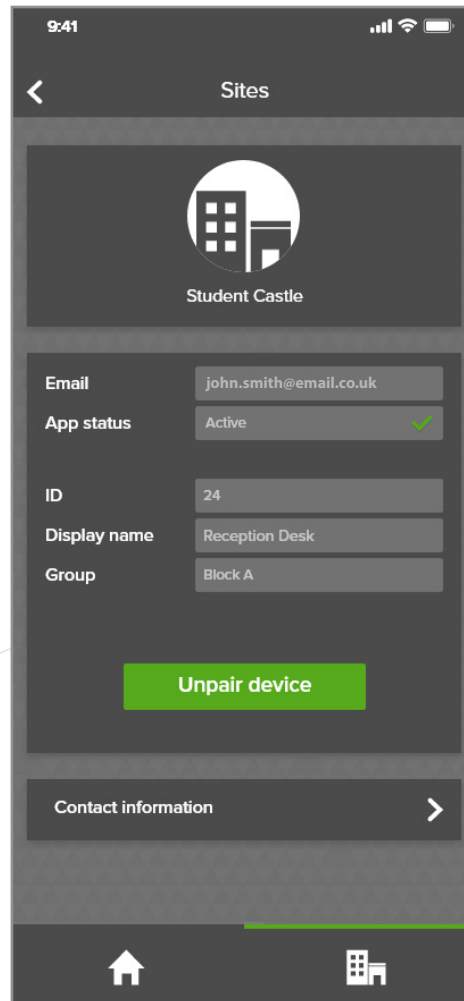 9:41
Sites
Student Castle
Email john.smith@email.co.uk
App status Active
ID 24
Display name Reception Desk
Group Block A
Unpair device
Contact information